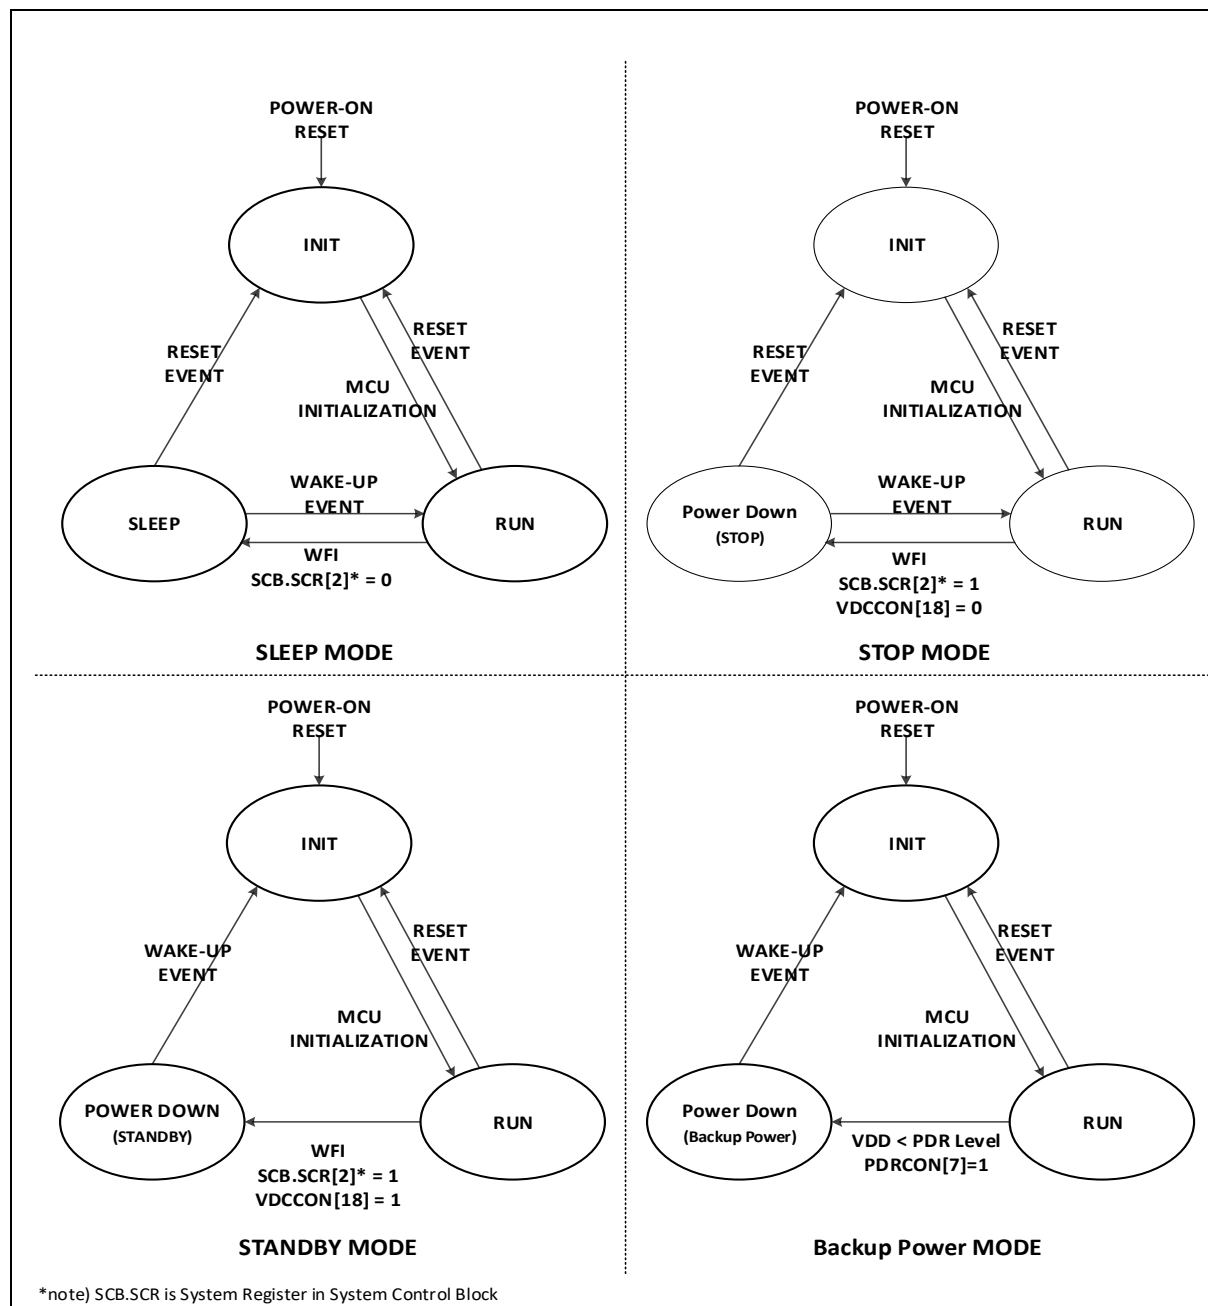 POWER-ON
RESET
INIT
RESET
EVENT
RESET
EVENT
MCU
INITIALIZATION
WAKE-UP
EVENT
SLEEP
RUN
WFI
SCB.SCR[2]* = 0
SLEEP MODE
POWER-ON
RESET
INIT
RESET
EVENT
RESET
EVENT
MCU
INITIALIZATION
WAKE-UP
EVENT
Power Down
(STOP)
RUN
WFI
SCB.SCR[2]* = 1
VDCCON[18] = 0
STOP MODE
POWER-ON
RESET
INIT
RESET
EVENT
WAKE-UP
EVENT
MCU
INITIALIZATION
POWER DOWN
(STANDBY)
RUN
WFI
SCB.SCR[2]* = 1
VDCCON[18] = 1
STANDBY MODE
POWER-ON
RESET
INIT
RESET
EVENT
WAKE-UP
EVENT
MCU
INITIALIZATION
Power Down
(Backup Power)
RUN
VDD < PDR Level
PDRCON[7]=1
Backup Power MODE
*note) SCB.SCR is System Register in System Control Block